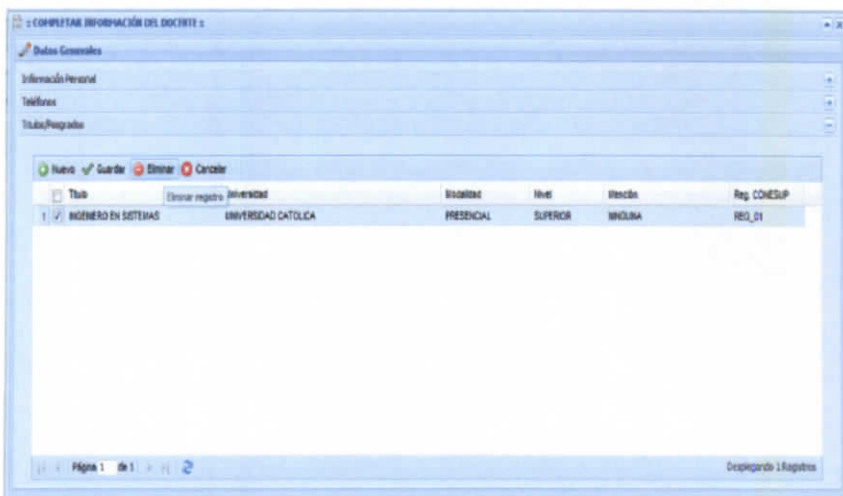 :: COMPLETAR INFORMACIÓN DEL DOCENTE ::
Datos Generales
Información Personal
Teléfonos
Títulos/Posgrados
Nuevo Guardar Eliminar Cancelar
Título Universidad Modalidad Nivel Mención Reg. CONESUP
Eliminar registro
1 INGENIERO EN SISTEMAS UNIVERSIDAD CATOLICA PRESENCIAL SUPERIOR NINGUNA REG_01
Página 1 de 1 Desplegando 1 Registros